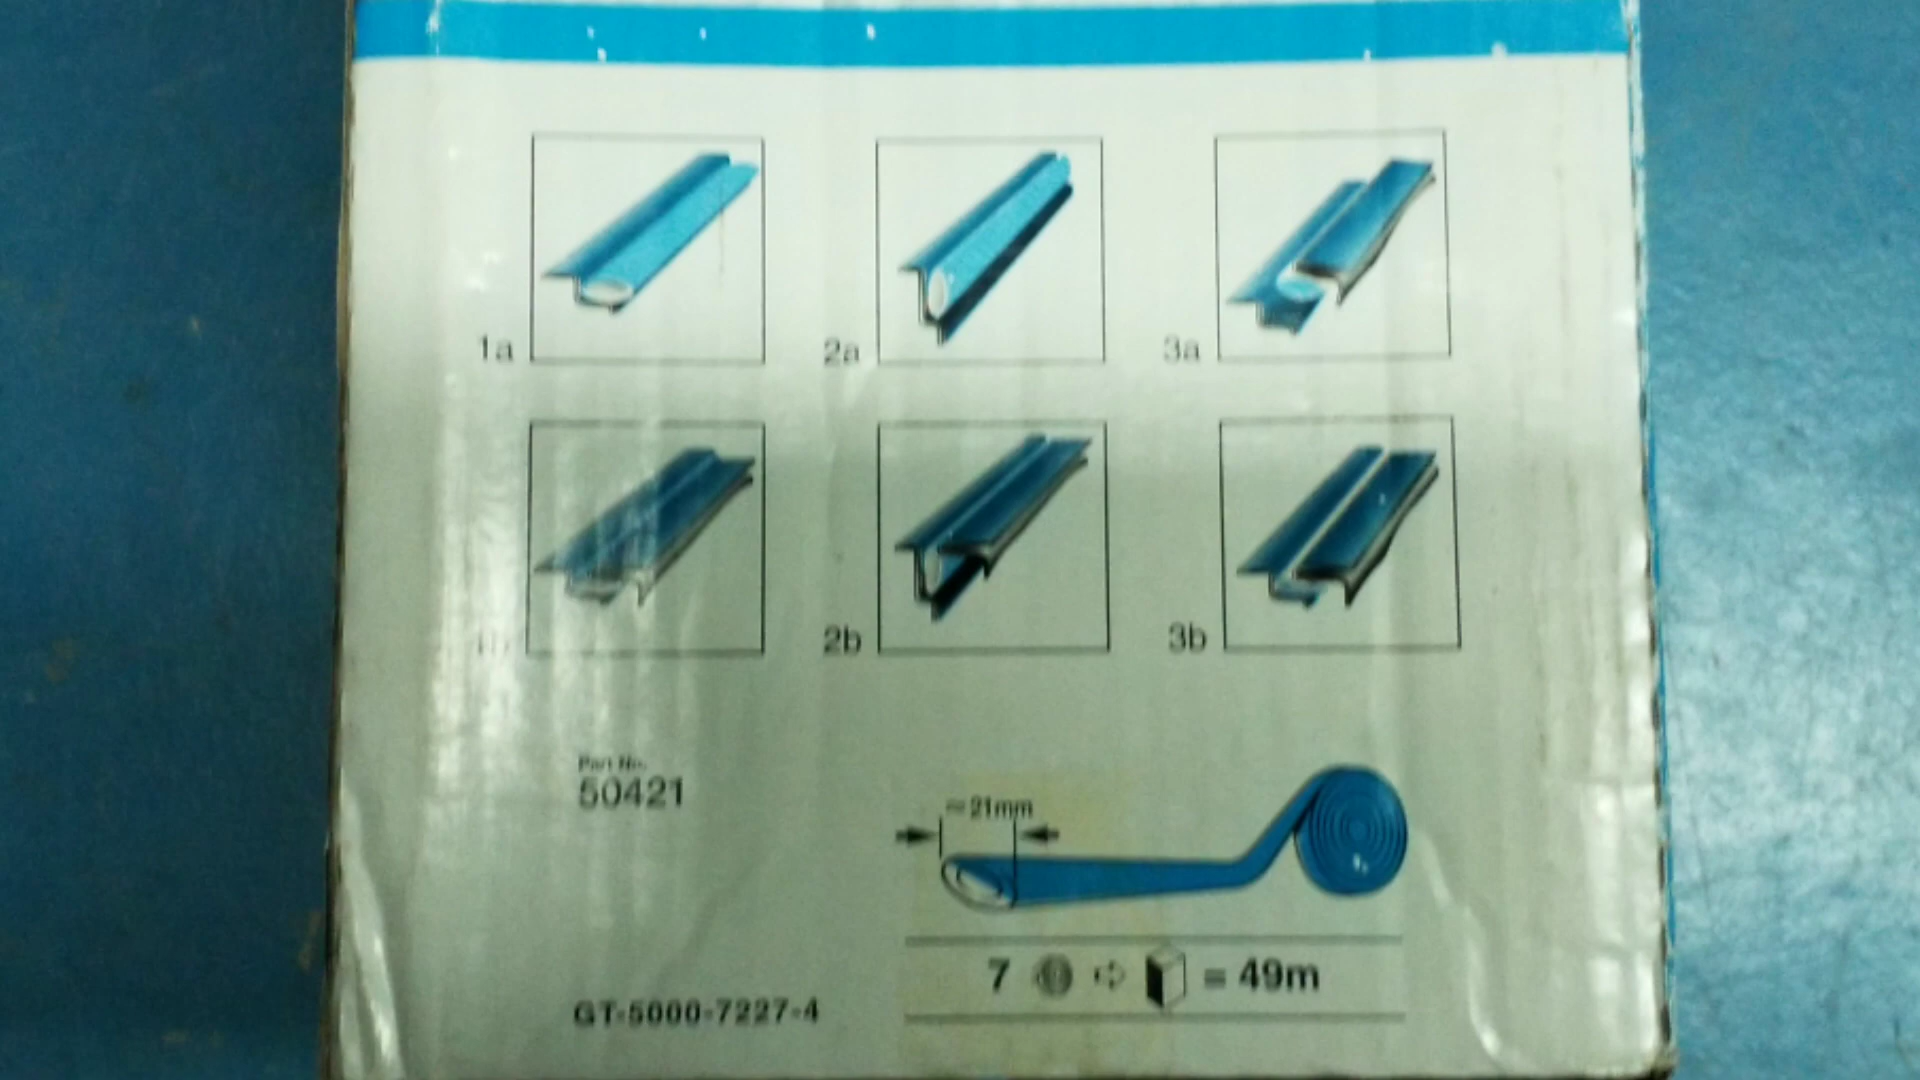 1a
2a
3a
2b
3b
Part No.
50421
≈21mm
7 = 49m
GT-5000-7227-4